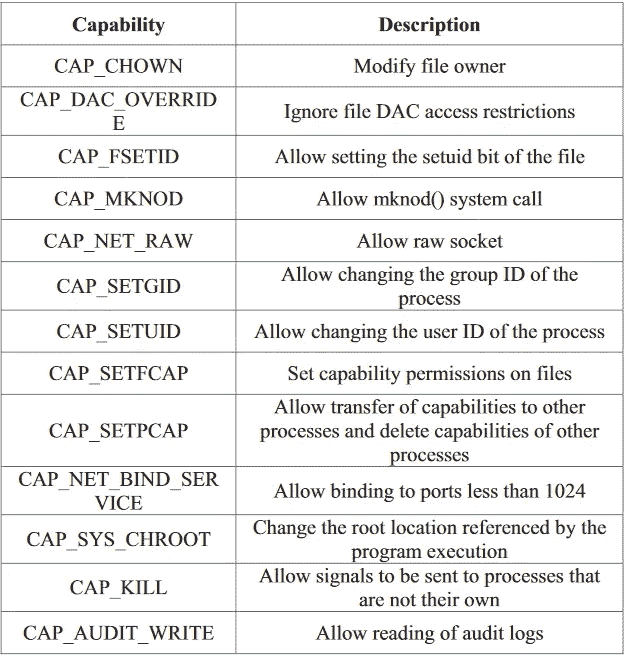 Capability Description
CAP_CHOWN Modify file owner
CAP_DAC_OVERRID
E Ignore file DAC access restrictions
CAP_FSETID Allow setting the setuid bit of the file
CAP_MKNOD Allow mknod() system call
CAP_NET_RAW Allow raw socket
CAP_SETGID Allow changing the group ID of the
process
CAP_SETUID Allow changing the user ID of the process
CAP_SETFCAP Set capability permissions on files
CAP_SETPCAP Allow transfer of capabilities to other
processes and delete capabilities of other
processes
CAP_NET_BIND_SER
VICE Allow binding to ports less than 1024
CAP_SYS_CHROOT Change the root location referenced by the
program execution
CAP_KILL Allow signals to be sent to processes that
are not their own
CAP_AUDIT_WRITE Allow reading of audit logs